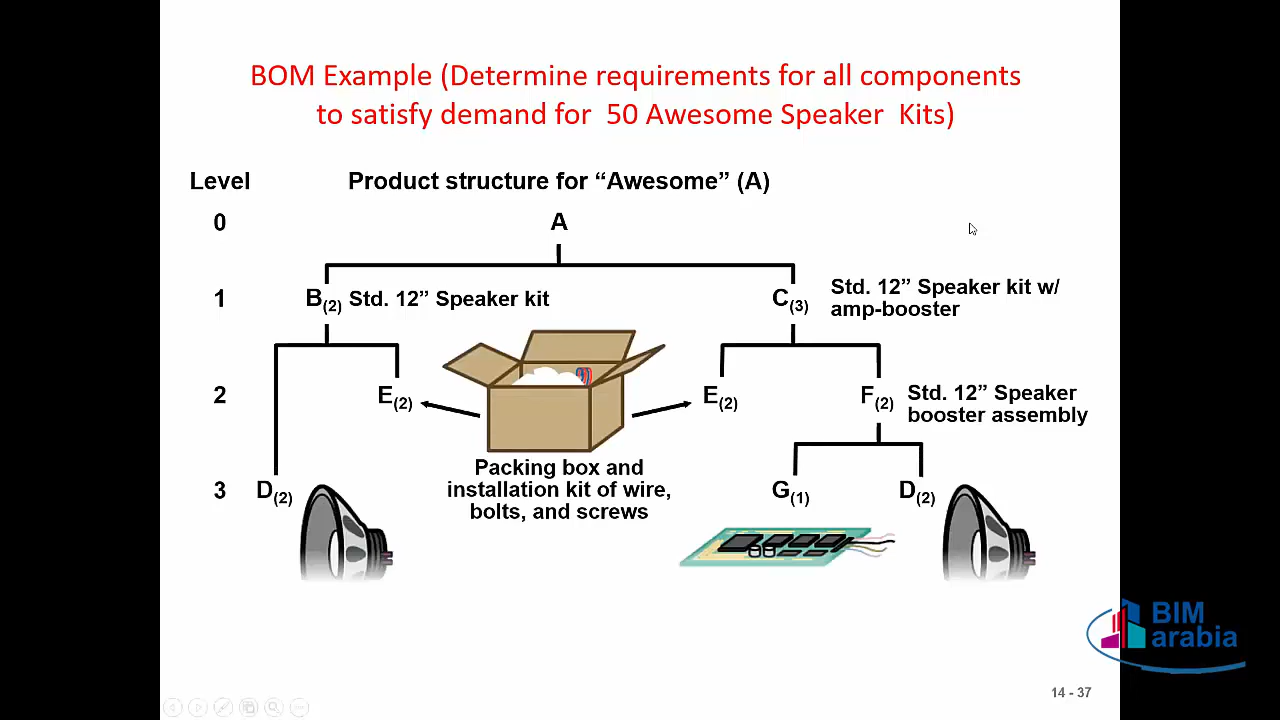 BOM Example (Determine requirements for all components
to satisfy demand for 50 Awesome Speaker Kits)
Level
Product structure for “Awesome” (A)
0
A
1
B(2) Std. 12” Speaker kit
C(3)
Std. 12” Speaker kit w/
amp-booster
2
E(2)
E(2)
F(2)
Std. 12” Speaker
booster assembly
Packing box and
installation kit of wire,
bolts, and screws
3
D(2)
G(1)
D(2)
BIM
arabia
14 - 37